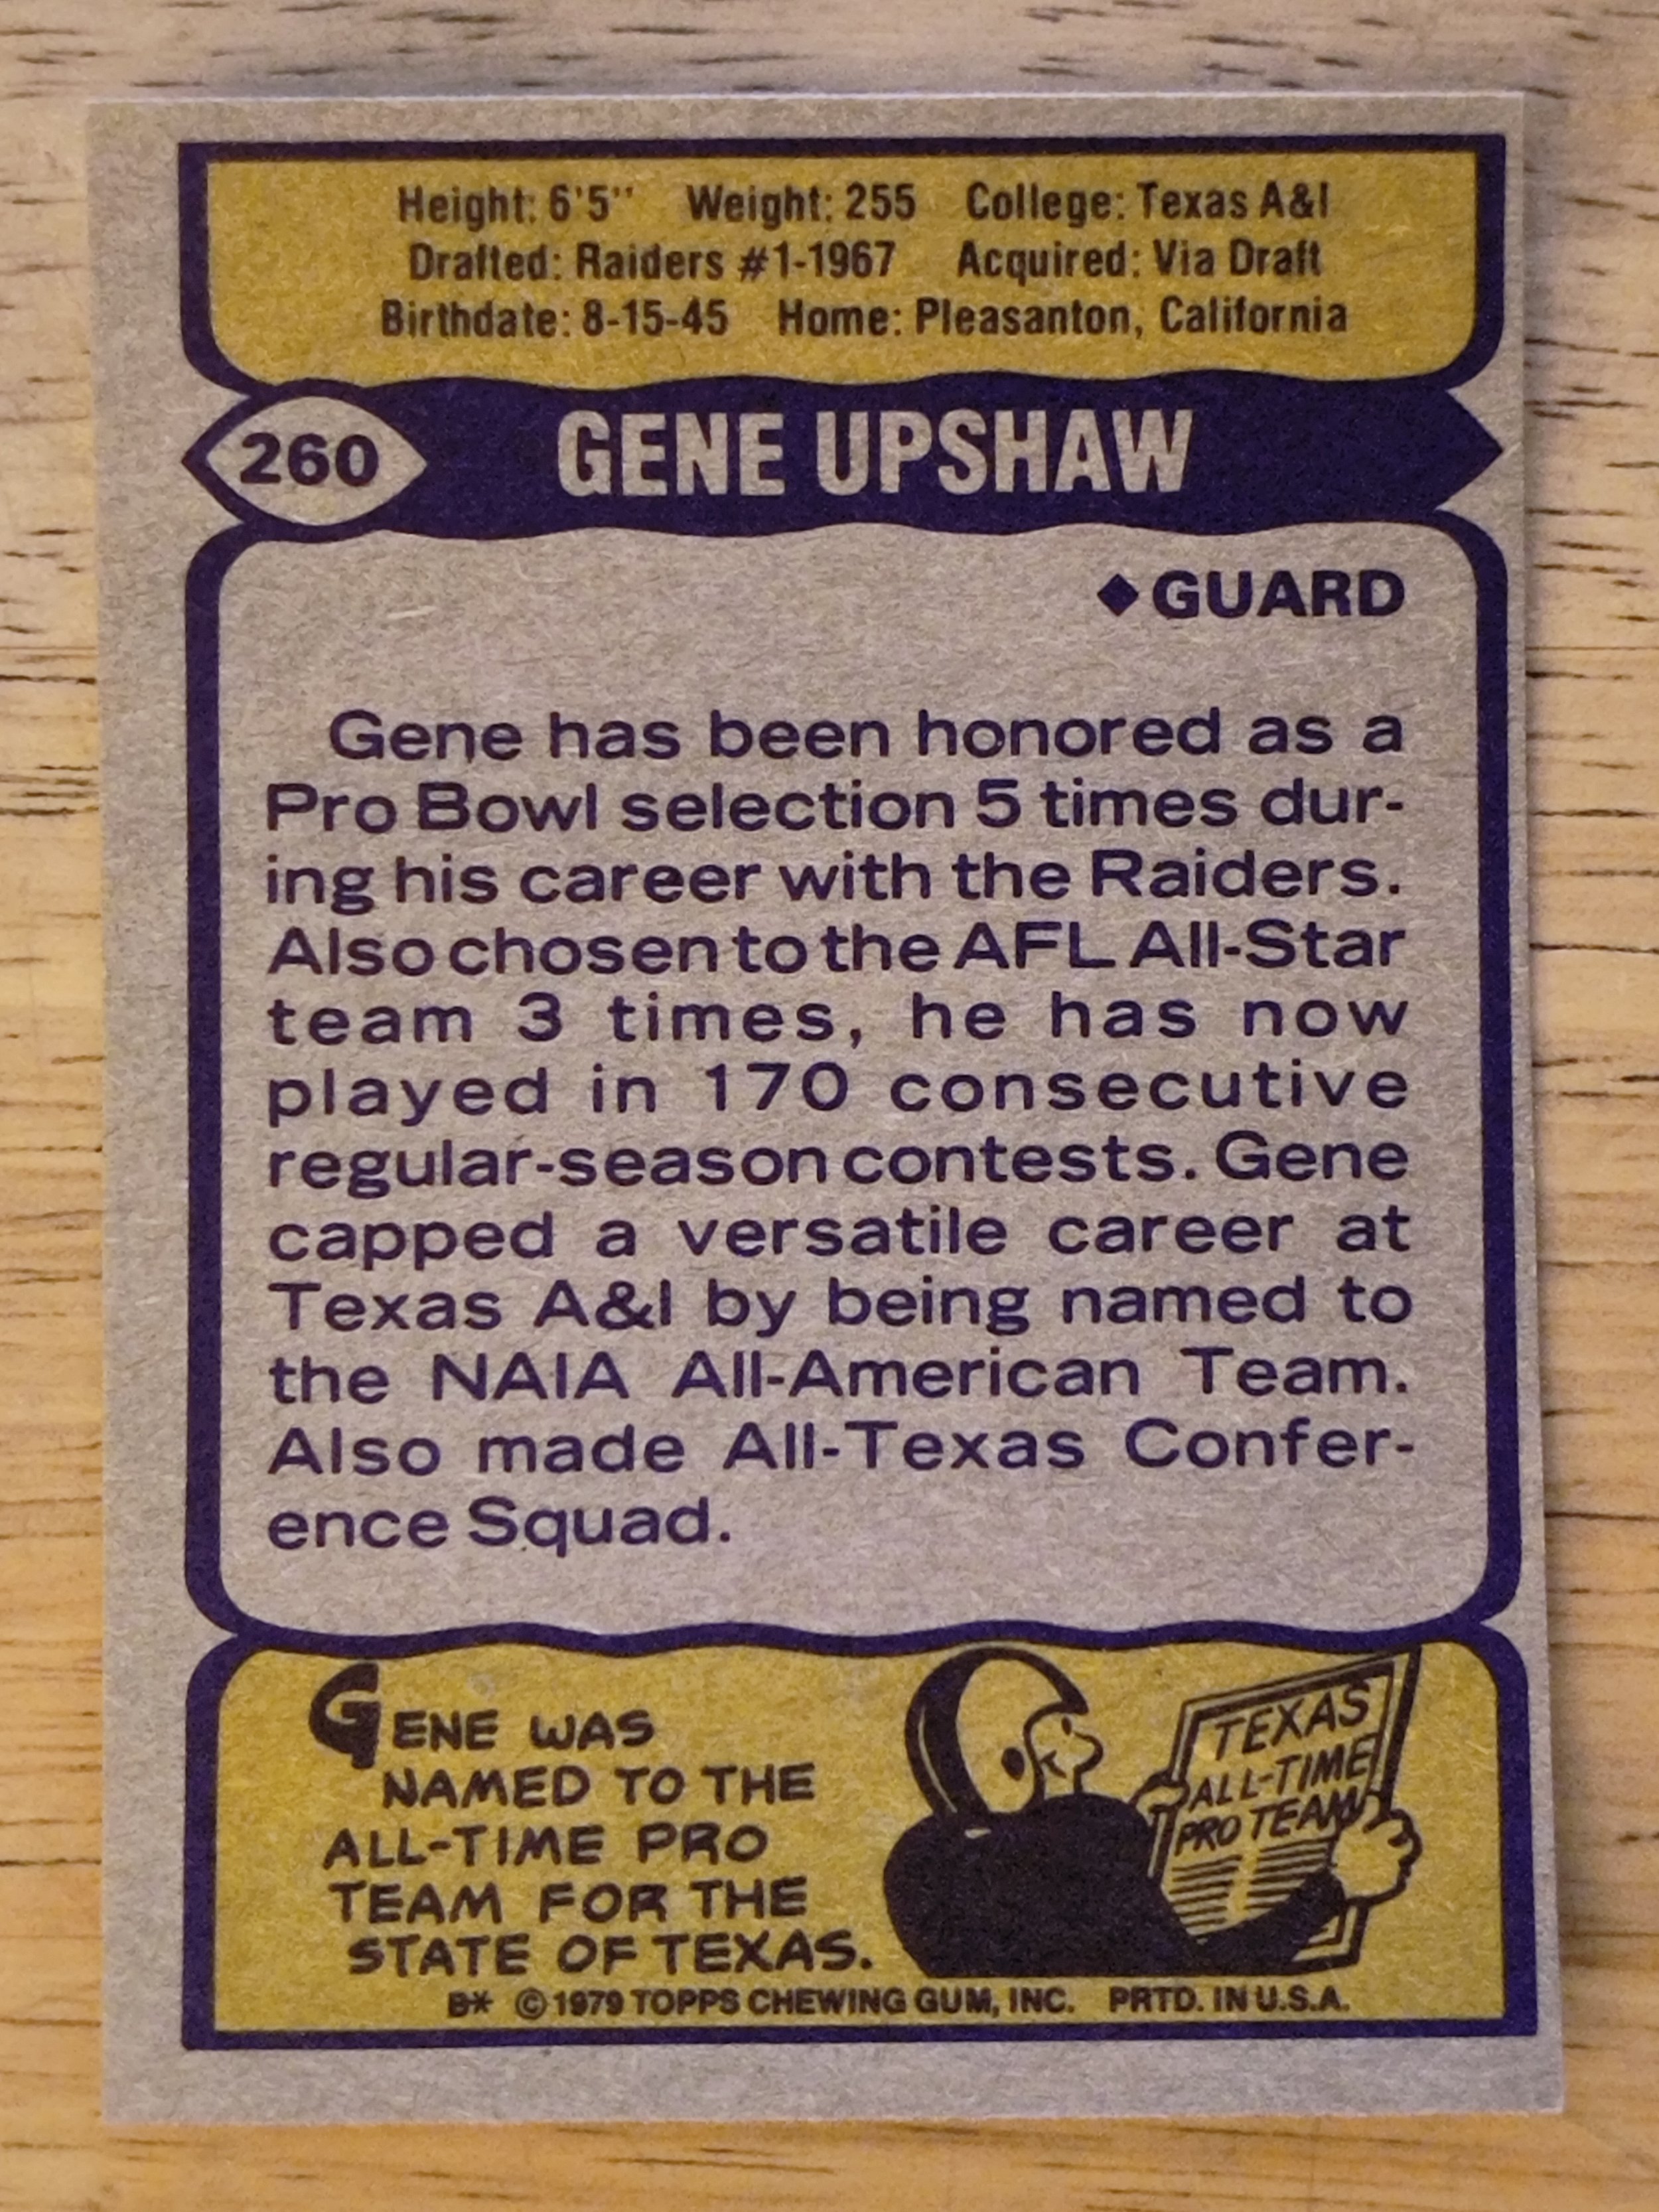 Height: 6'5'' Weight: 255 College: Texas A&I
Drafted: Raiders #1-1967 Acquired: Via Draft
Birthdate: 8-15-45 Home: Pleasanton, California
260 GENE UPSHAW
◆GUARD
Gene has been honored as a
Pro Bowl selection 5 times dur-
ing his career with the Raiders.
Also chosen to the AFL All-Star
team 3 times, he has now
played in 170 consecutive
regular-season contests. Gene
capped a versatile career at
Texas A&I by being named to
the NAIA All-American Team.
Also made All-Texas Confer-
ence Squad.
GENE WAS
NAMED TO THE
ALL-TIME PRO
TEAM FOR THE
STATE OF TEXAS.
TEXAS
ALL-TIME
PRO TEAM
B* © 1979 TOPPS CHEWING GUM, INC. PRTD. IN U.S.A.